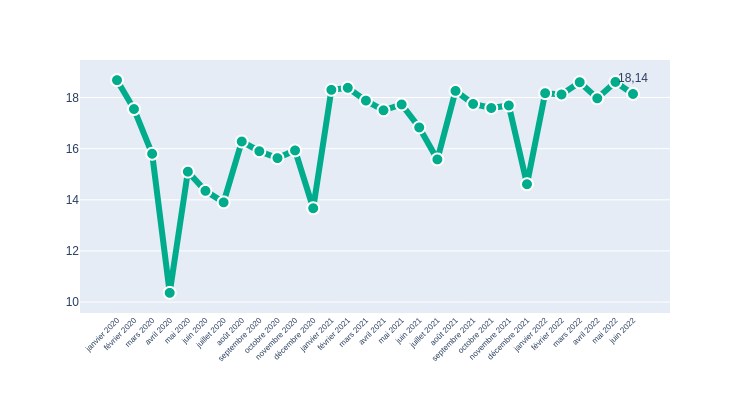 18,14
18
16
14
12
10
janvier 2020
février 2020
mars 2020
avril 2020
mai 2020
juin 2020
juillet 2020
août 2020
septembre 2020
octobre 2020
novembre 2020
décembre 2020
janvier 2021
février 2021
mars 2021
avril 2021
mai 2021
juin 2021
juillet 2021
août 2021
septembre 2021
octobre 2021
novembre 2021
décembre 2021
janvier 2022
février 2022
mars 2022
avril 2022
mai 2022
juin 2022